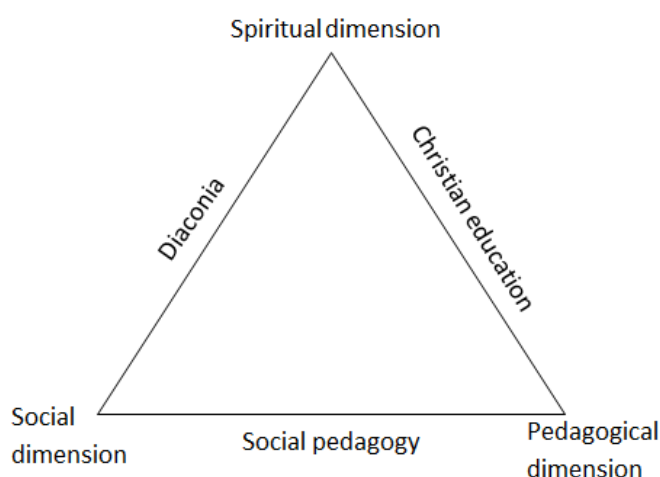 Spiritual dimension
Diaconia
Christian education
Social
dimension
Social pedagogy
Pedagogical
dimension